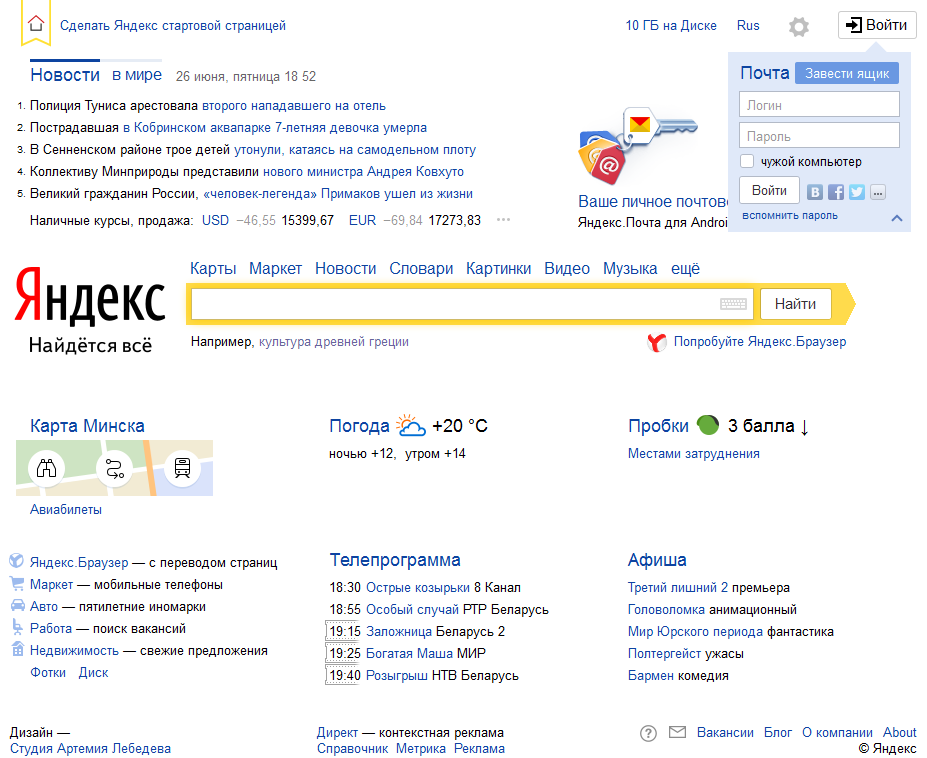 Сделать Яндекс стартовой страницей
10 ГБ на Диске Rus Войти
Новости в мире 26 июня, пятница 18 52
1. Полиция Туниса арестовала второго нападавшего на отель
2. Пострадавшая в Кобринском аквапарке 7-летняя девочка умерла
3. В Сенненском районе трое детей утонули, катаясь на самодельном плоту
4. Коллективу Минприроды представили нового министра Андрея Ковхуто
5. Великий гражданин России, «человек-легенда» Примаков ушел из жизни
Наличные курсы, продажа: USD −46,55 15399,67 EUR −69,84 17273,83 ...
Ваше личное почтово
Яндекс.Почта для Androi
Почта Завести ящик
Логин
Пароль
чужой компьютер
Войти
вспомнить пароль
Карты Маркет Новости Словари Картинки Видео Музыка ещё
Яндекс
Найдётся всё
Найти
Например, культура древней греции
Попробуйте Яндекс.Браузер
Карта Минска
Авиабилеты
Погода +20 °C
ночью +12, утром +14
Пробки 3 балла ↓
Местами затруднения
Яндекс.Браузер — с переводом страниц
Маркет — мобильные телефоны
Авто — пятилетние иномарки
Работа — поиск вакансий
Недвижимость — свежие предложения
Фотки Диск
Телепрограмма
18:30 Острые козырьки 8 Канал
18:55 Особый случай РТР Беларусь
19:15 Заложница Беларусь 2
19:25 Богатая Маша МИР
19:40 Розыгрыш НТВ Беларусь
Афиша
Третий лишний 2 премьера
Головоломка анимационный
Мир Юрского периода фантастика
Полтергейст ужасы
Бармен комедия
Дизайн —
Студия Артемия Лебедева
Директ — контекстная реклама
Справочник Метрика Реклама
? Вакансии Блог О компании About
© Яндекс